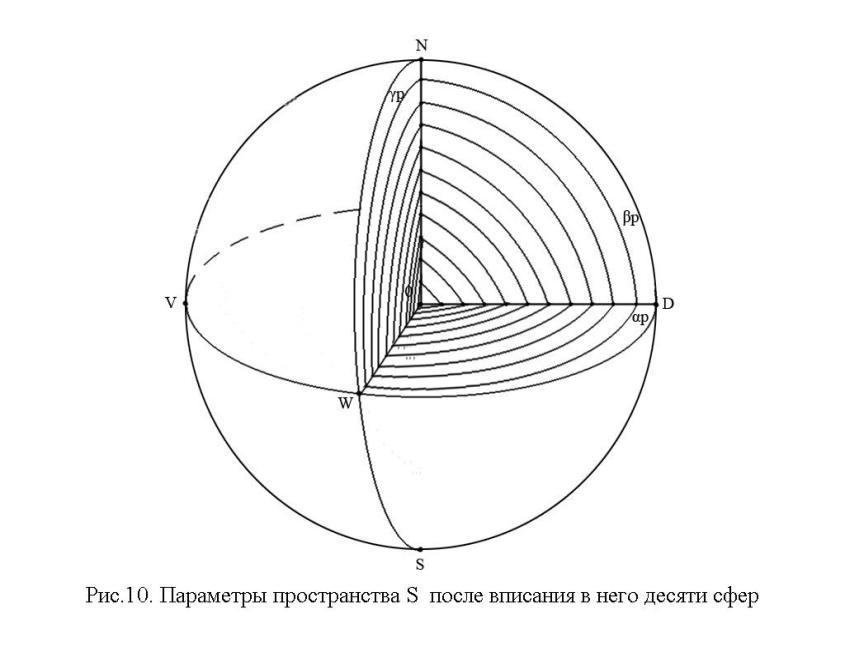 N
γp
βp
0
V
D
αp
W
S
Рис.10. Параметры пространства S после вписания в него десяти сфер